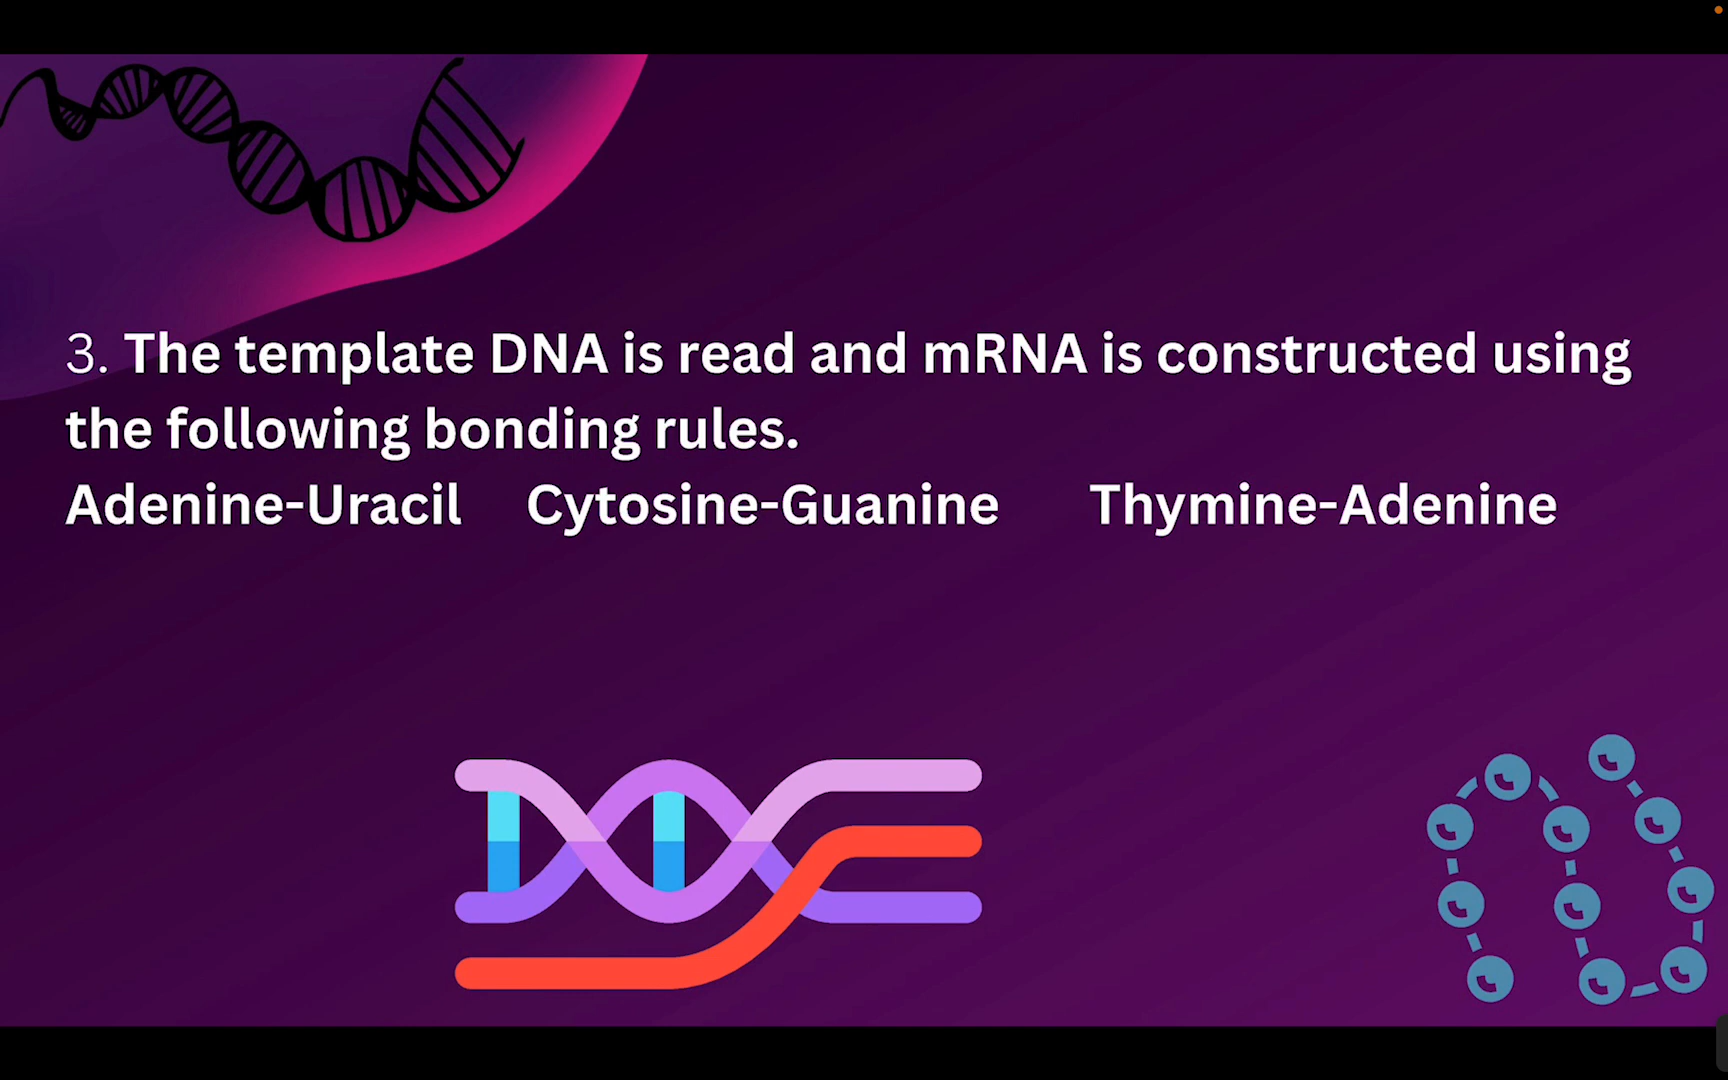 3. The template DNA is read and mRNA is constructed using
the following bonding rules.
Adenine-Uracil Cytosine-Guanine Thymine-Adenine